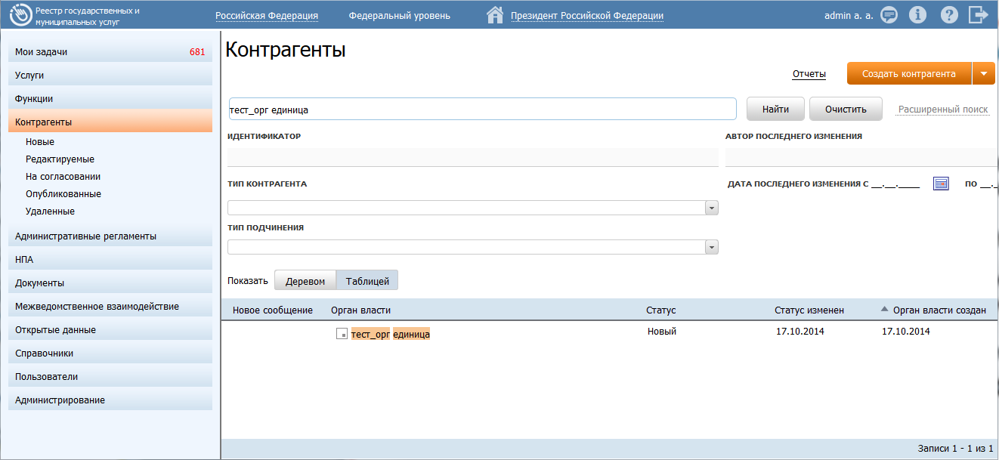 Реестр государственных и
муниципальных услуг
Российская Федерация
Федеральный уровень
Президент Российской Федерации
admin a. a.
Мои задачи 681
Услуги
Функции
Контрагенты
Новые
Редактируемые
На согласовании
Опубликованные
Удаленные
Административные регламенты
НПА
Документы
Межведомственное взаимодействие
Открытые данные
Справочники
Пользователи
Администрирование
Контрагенты
Отчеты
Создать контрагента
тест_орг единица
Найти
Очистить
Расширенный поиск
ИДЕНТИФИКАТОР
АВТОР ПОСЛЕДНЕГО ИЗМЕНЕНИЯ
ТИП КОНТРАГЕНТА
ДАТА ПОСЛЕДНЕГО ИЗМЕНЕНИЯ С __.__.____ ПО __._
ТИП ПОДЧИНЕНИЯ
Показать Деревом Таблицей
Новое сообщение Орган власти Статус Статус изменен Орган власти создан
тест_орг единица Новый 17.10.2014 17.10.2014
Записи 1 - 1 из 1